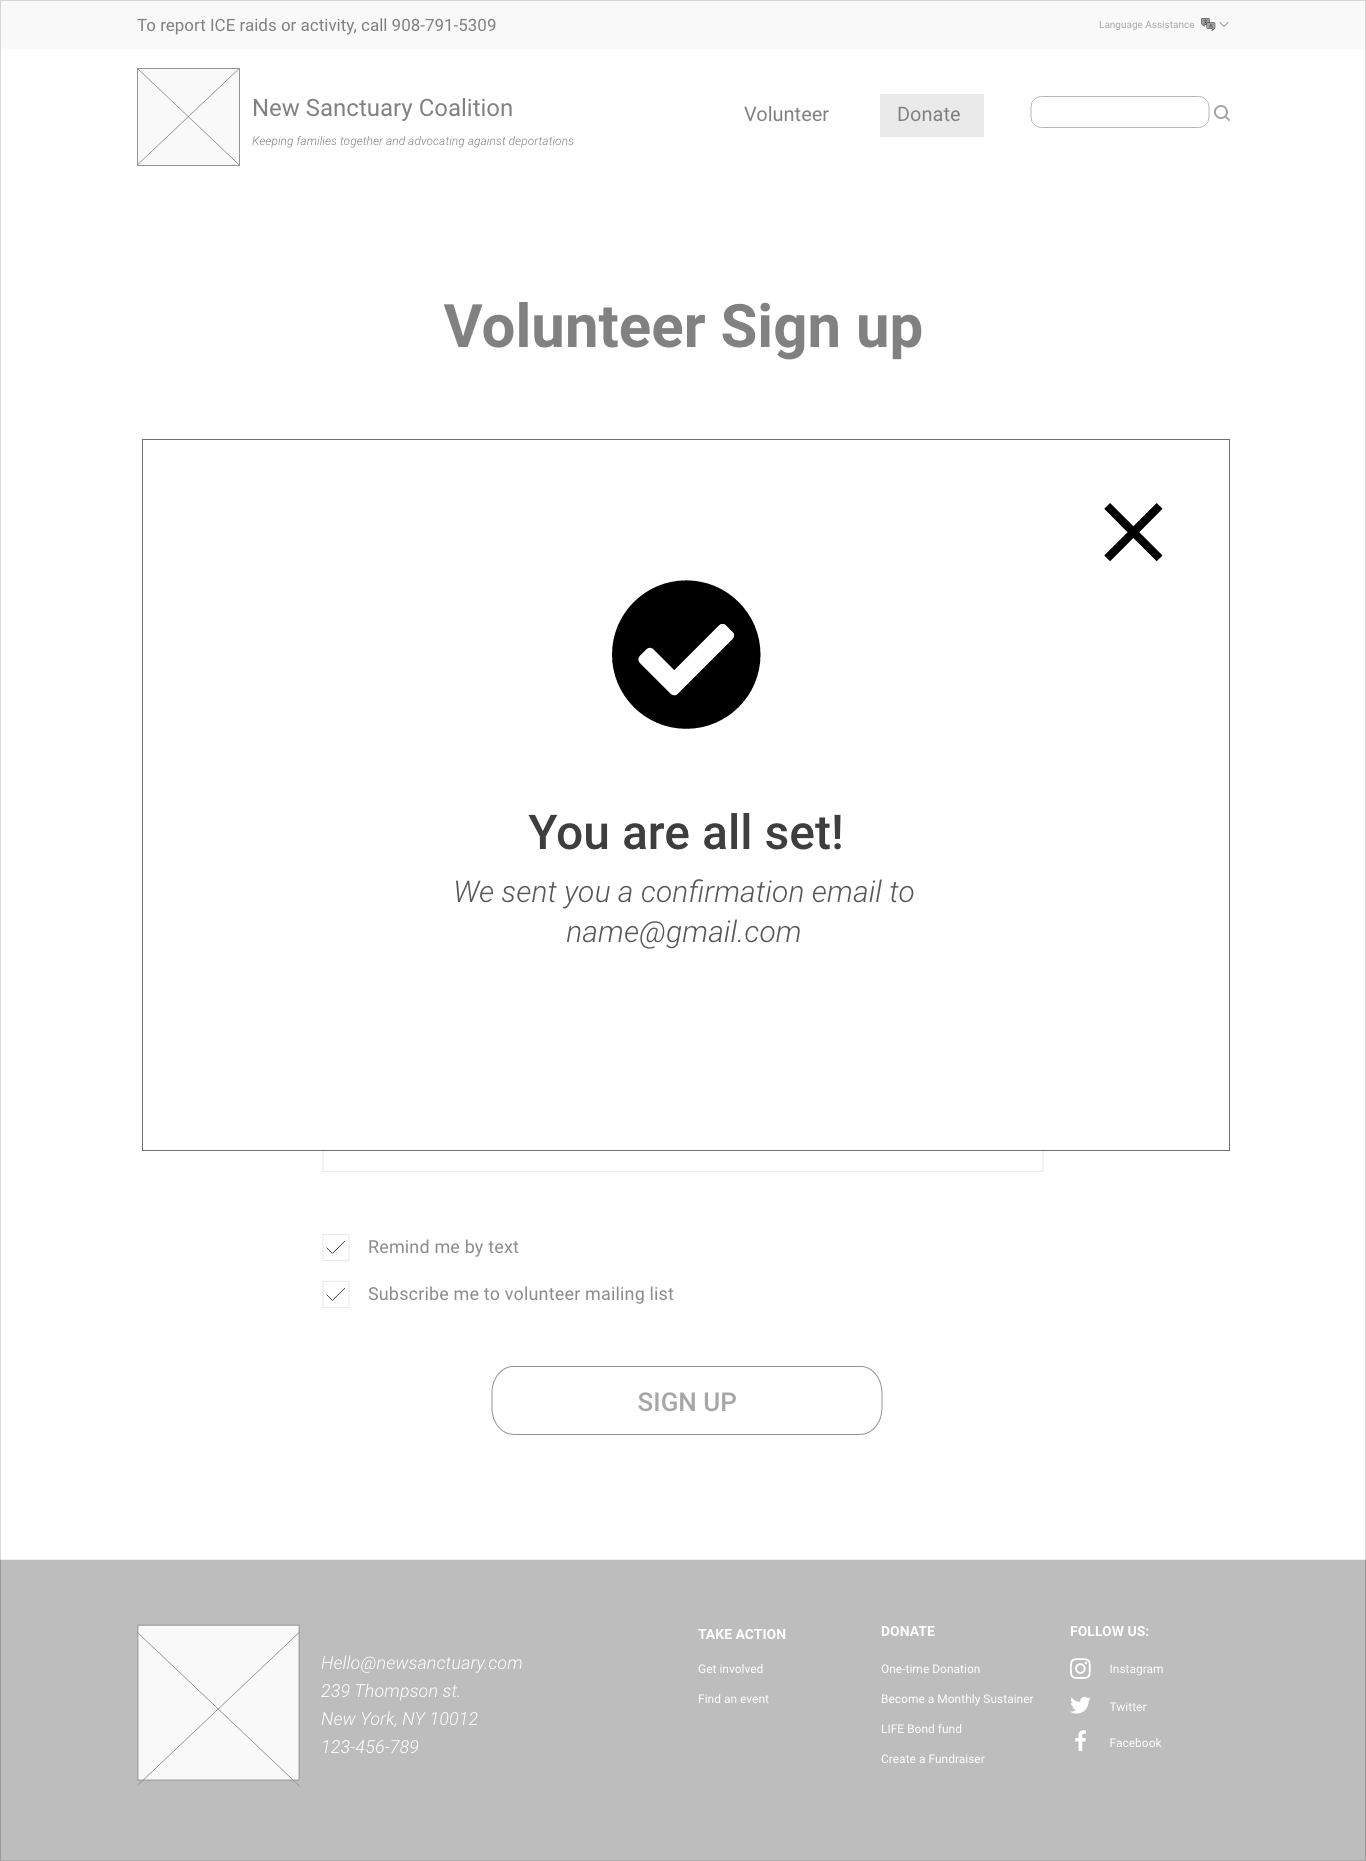 To report ICE raids or activity, call 908-791-5309
Language Assistance
New Sanctuary Coalition
Keeping families together and advocating against deportations
Volunteer
Donate
Volunteer Sign up
You are all set!
We sent you a confirmation email to
name@gmail.com
Remind me by text
Subscribe me to volunteer mailing list
SIGN UP
Hello@newsanctuary.com
239 Thompson st.
New York, NY 10012
123-456-789
TAKE ACTION
Get involved
Find an event
DONATE
One-time Donation
Become a Monthly Sustainer
LIFE Bond fund
Create a Fundraiser
FOLLOW US:
Instagram
Twitter
Facebook